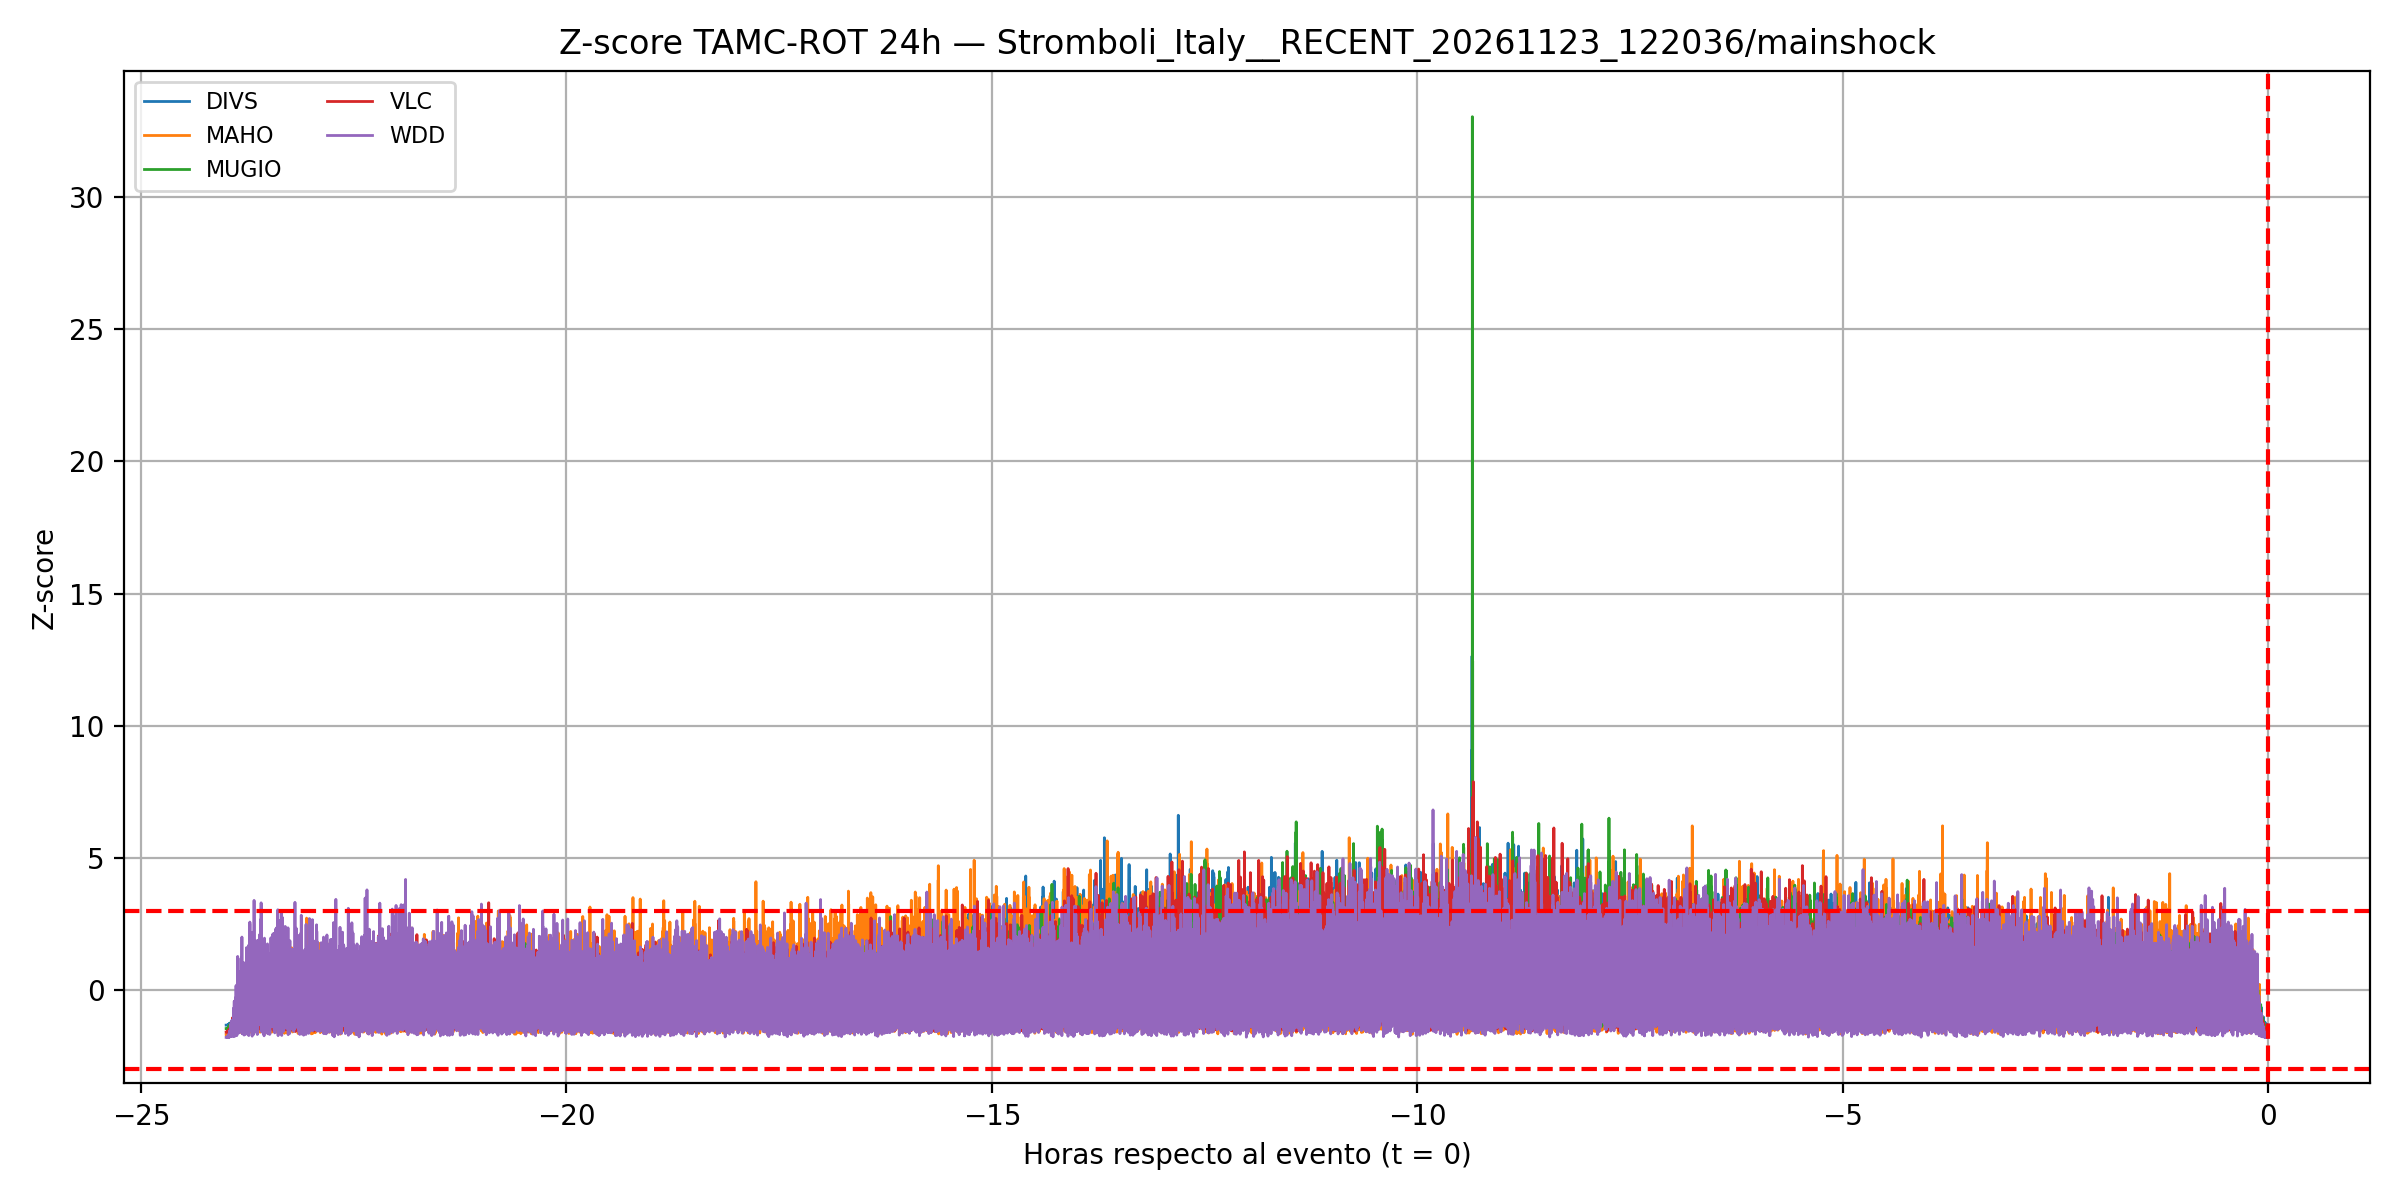 Z-score TAMC-ROT 24h — Stromboli_Italy__RECENT_20261123_122036/mainshock
DIVS
MAHO
MUGIO
VLC
WDD
Z-score
30
25
20
15
10
5
0
−25
−20
−15
−10
−5
0
Horas respecto al evento (t = 0)